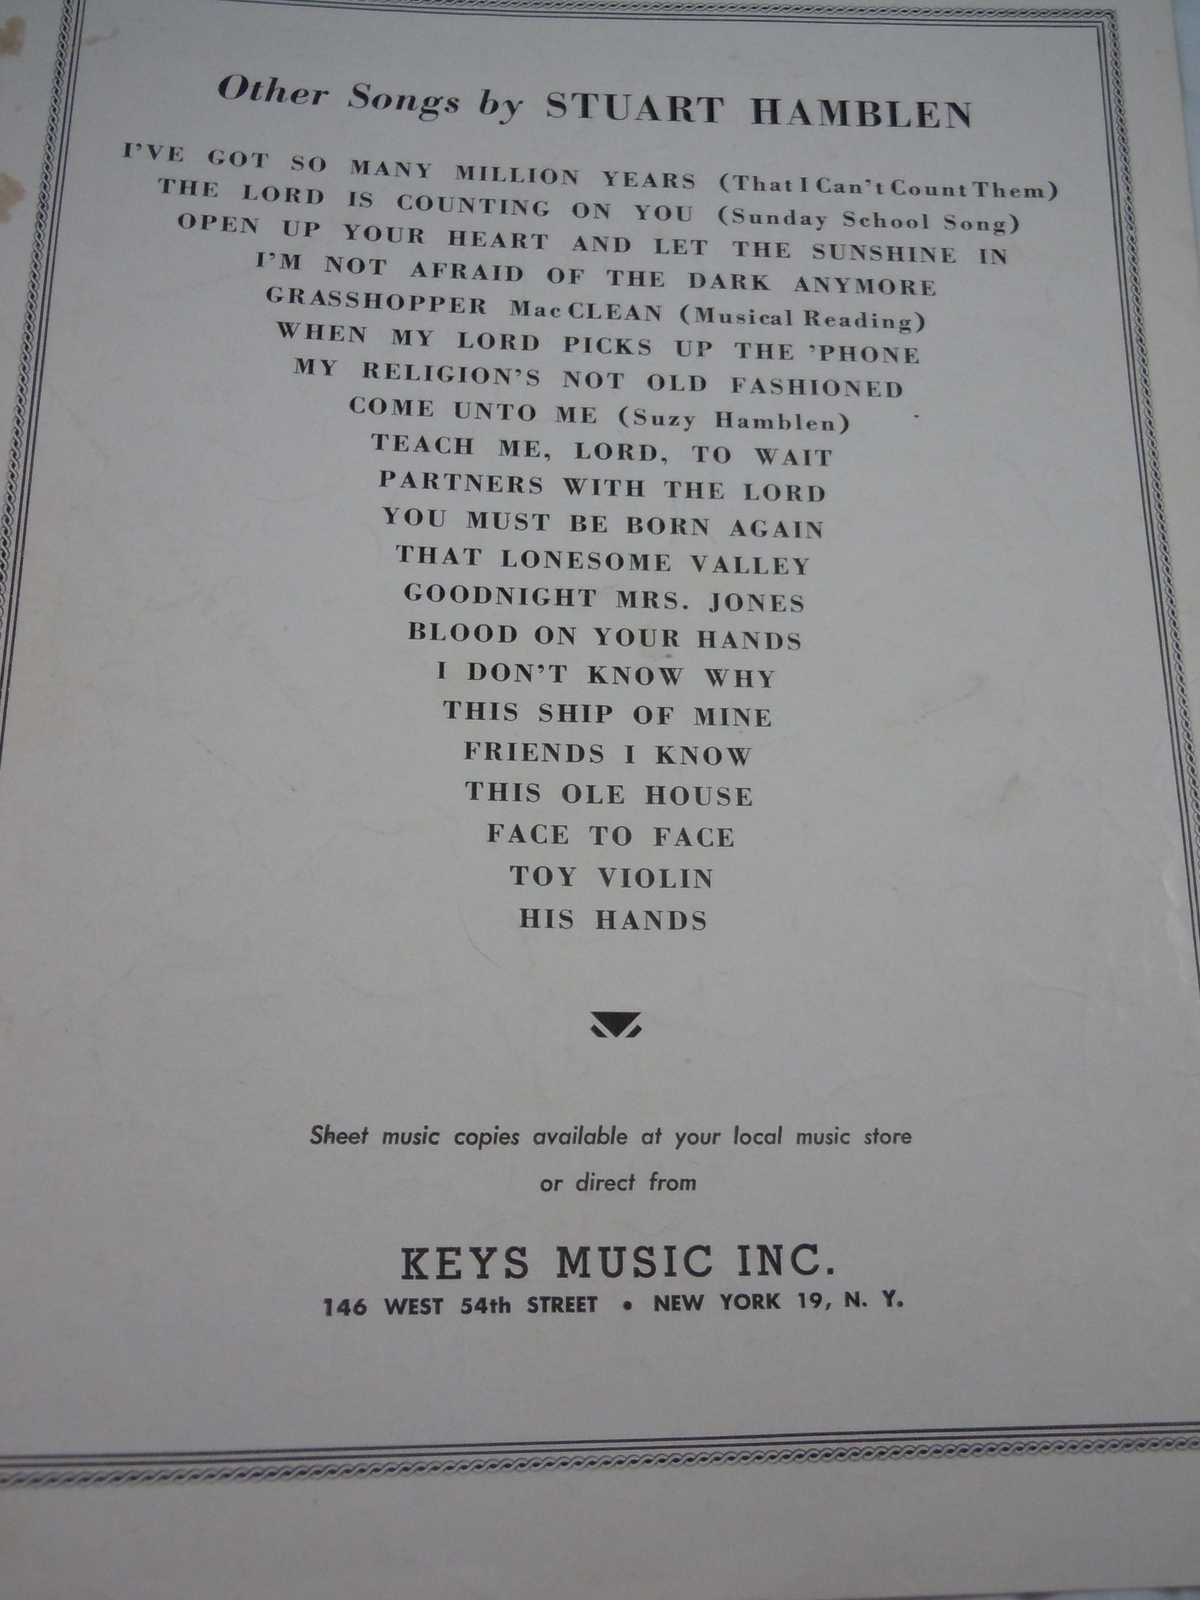 Other Songs by STUART HAMBLEN
I'VE GOT SO MANY MILLION YEARS (That I Can't Count Them)
THE LORD IS COUNTING ON YOU (Sunday School Song)
OPEN UP YOUR HEART AND LET THE SUNSHINE IN
I'M NOT AFRAID OF THE DARK ANYMORE
GRASSHOPPER MacCLEAN (Musical Reading)
WHEN MY LORD PICKS UP THE 'PHONE
MY RELIGION'S NOT OLD FASHIONED
COME UNTO ME (Suzy Hamblen)
TEACH ME, LORD, TO WAIT
PARTNERS WITH THE LORD
YOU MUST BE BORN AGAIN
THAT LONESOME VALLEY
GOODNIGHT MRS. JONES
BLOOD ON YOUR HANDS
I DON'T KNOW WHY
THIS SHIP OF MINE
FRIENDS I KNOW
THIS OLE HOUSE
FACE TO FACE
TOY VIOLIN
HIS HANDS
Sheet music copies available at your local music store
or direct from
KEYS MUSIC INC.
146 WEST 54th STREET • NEW YORK 19, N. Y.